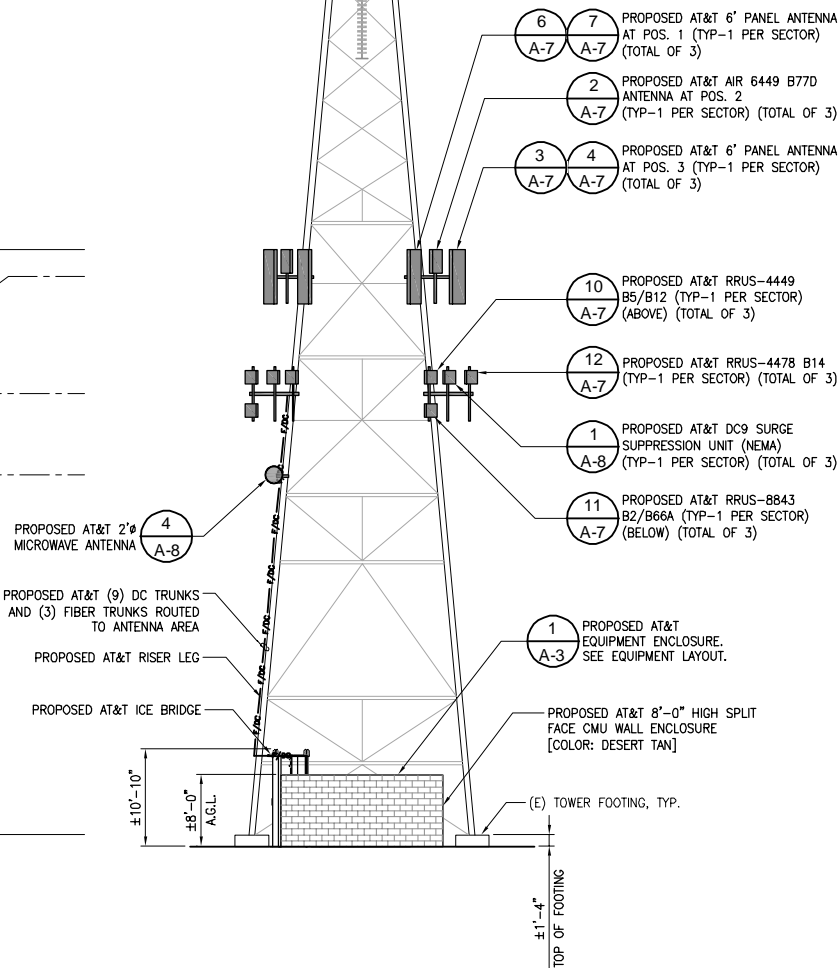 6
A-7
7
A-7
PROPOSED AT&T 6' PANEL ANTENNA
AT POS. 1 (TYP-1 PER SECTOR)
(TOTAL OF 3)
2
A-7
PROPOSED AT&T AIR 6449 B77D
ANTENNA AT POS. 2
(TYP-1 PER SECTOR) (TOTAL OF 3)
3
A-7
4
A-7
PROPOSED AT&T 6' PANEL ANTENNA
AT POS. 3 (TYP-1 PER SECTOR)
(TOTAL OF 3)
10
A-7
PROPOSED AT&T RRUS-4449
B5/B12 (TYP-1 PER SECTOR)
(ABOVE) (TOTAL OF 3)
12
A-7
PROPOSED AT&T RRUS-4478 B14
(TYP-1 PER SECTOR) (TOTAL OF 3)
1
A-8
PROPOSED AT&T DC9 SURGE
SUPPRESSION UNIT (NEMA)
(TYP-1 PER SECTOR) (TOTAL OF 3)
11
A-7
PROPOSED AT&T RRUS-8843
B2/B66A (TYP-1 PER SECTOR)
(BELOW) (TOTAL OF 3)
PROPOSED AT&T 2'ø
MICROWAVE ANTENNA
4
A-8
F/DC
F/DC
F/DC
F/DC
F/DC
F/DC
PROPOSED AT&T (9) DC TRUNKS
AND (3) FIBER TRUNKS ROUTED
TO ANTENNA AREA
PROPOSED AT&T RISER LEG
PROPOSED AT&T ICE BRIDGE
1
A-3
PROPOSED AT&T
EQUIPMENT ENCLOSURE.
SEE EQUIPMENT LAYOUT.
PROPOSED AT&T 8'-0" HIGH SPLIT
FACE CMU WALL ENCLOSURE
[COLOR: DESERT TAN]
(E) TOWER FOOTING, TYP.
±10'-10"
±8'-0"
A.G.L.
±1'-4"
TOP OF FOOTING